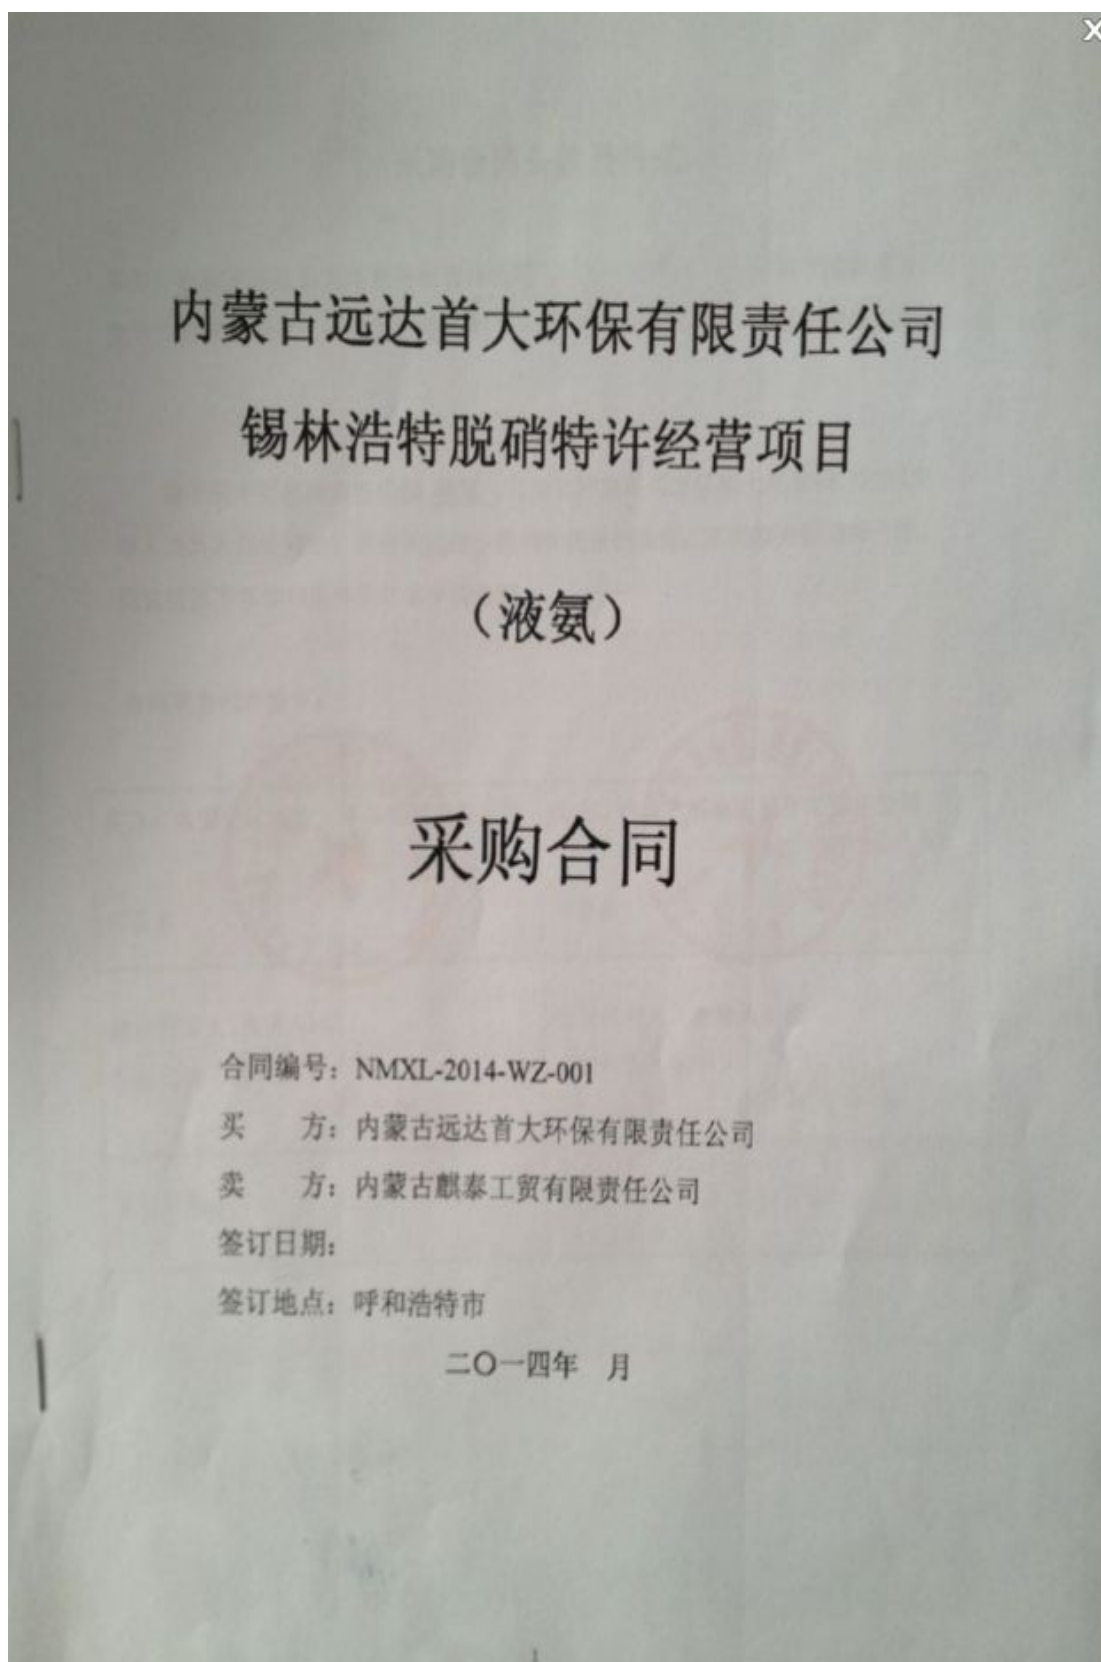 内蒙古远达首大环保有限责任公司
锡林浩特脱硝特许经营项目
（液氨）
采购合同
合同编号：NMXL-2014-WZ-001
买　　方：内蒙古远达首大环保有限责任公司
卖　　方：内蒙古麒泰工贸有限责任公司
签订日期：
签订地点：呼和浩特市
二〇一四年　月
1